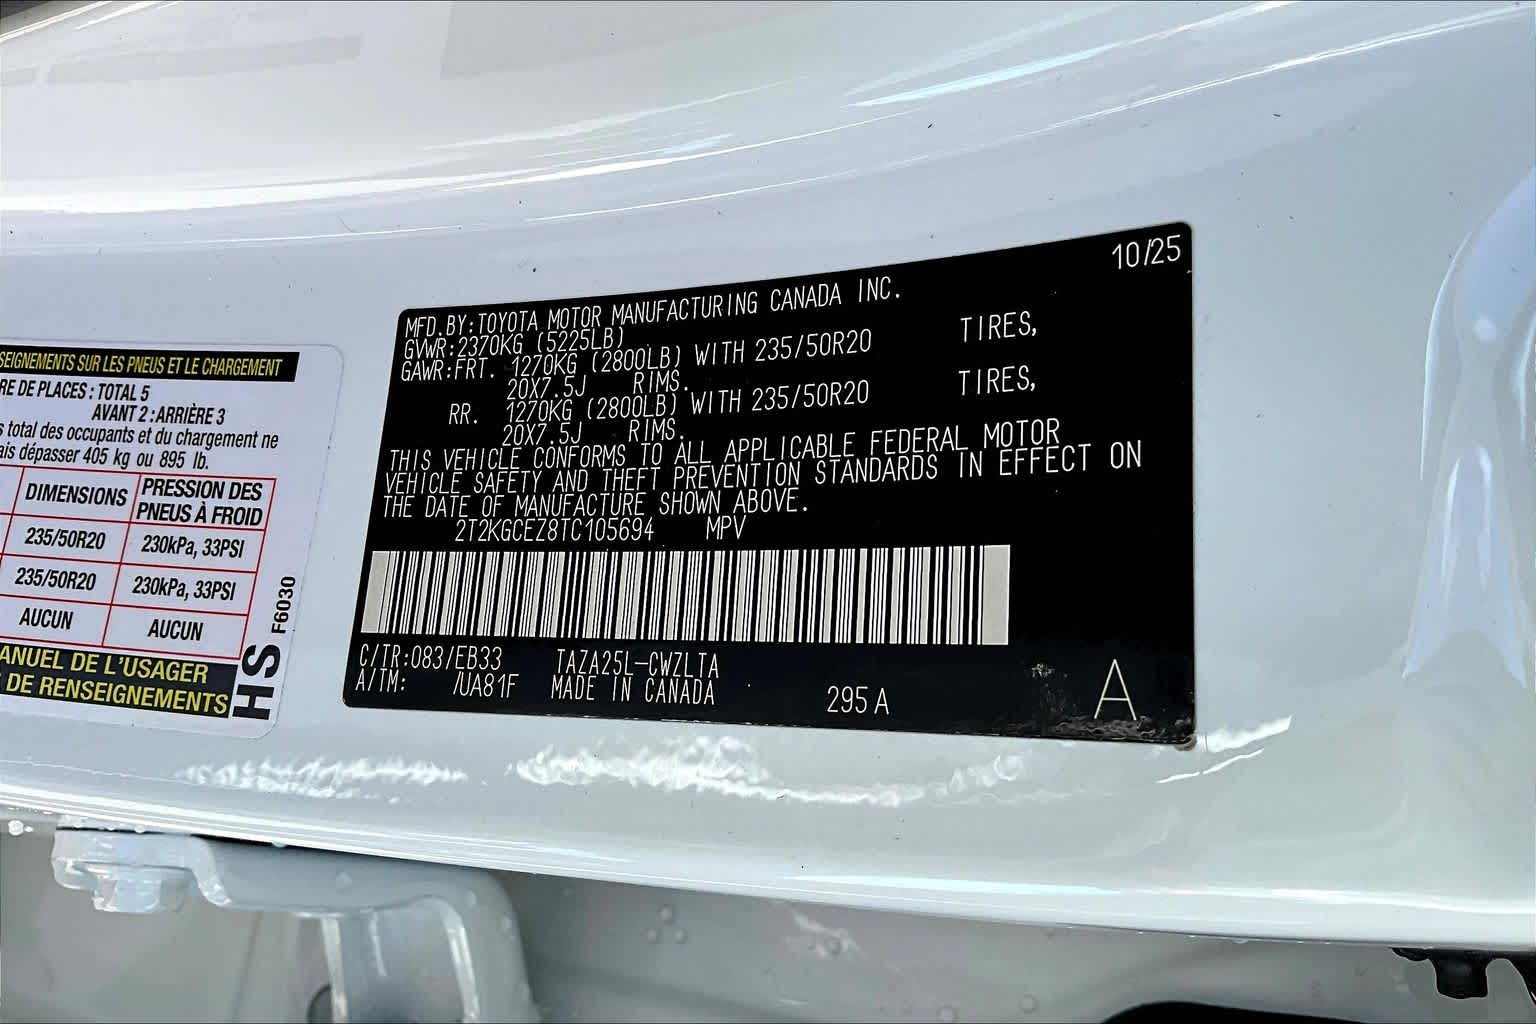 SEIGNEMENTS SUR LES PNEUS ET LE CHARGEMENT
RE DE PLACES : TOTAL 5
AVANT 2 : ARRIÈRE 3
s total des occupants et du chargement ne
ais dépasser 405 kg ou 895 lb.
DIMENSIONS PRESSION DES PNEUS À FROID
235/50R20 230kPa, 33PSI
235/50R20 230kPa, 33PSI
AUCUN AUCUN
ANUEL DE L'USAGER
DE RENSEIGNEMENTS
HS F6030
10/25
MFD.BY:TOYOTA MOTOR MANUFACTURING CANADA INC.
GVWR:2370KG (5225LB)
GAWR:FRT. 1270KG (2800LB) WITH 235/50R20 TIRES,
20X7.5J RIMS.
RR. 1270KG (2800LB) WITH 235/50R20 TIRES,
20X7.5J RIMS.
THIS VEHICLE CONFORMS TO ALL APPLICABLE FEDERAL MOTOR
VEHICLE SAFETY AND THEFT PREVENTION STANDARDS IN EFFECT ON
THE DATE OF MANUFACTURE SHOWN ABOVE.
2T2KGCEZ8TC105694 MPV
C/TR:083/EB33 TAZA25L-CWZLTA
A/TM: /UA81F MADE IN CANADA 295 A A